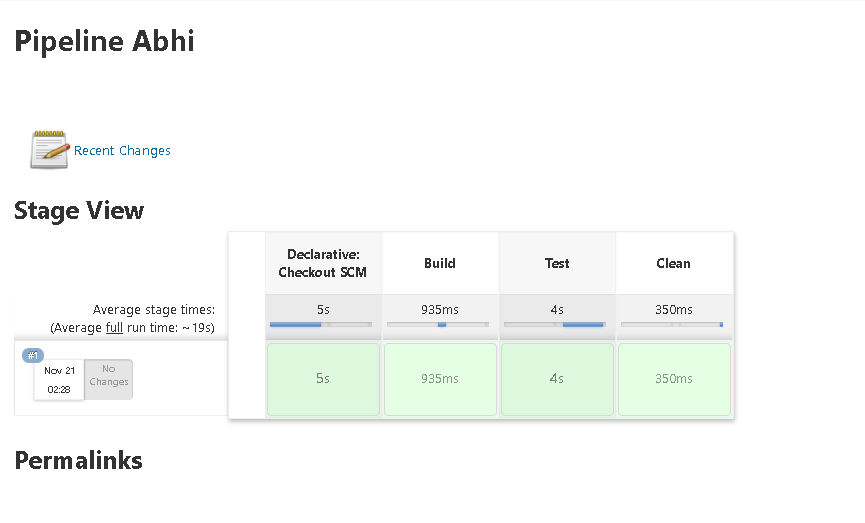 Pipeline Abhi
Recent Changes
Stage View
Declarative:
Checkout SCM
Build
Test
Clean
Average stage times:
(Average full run time: ~19s)
5s
935ms
4s
350ms
#1
Nov 21
02:28
No
Changes
5s
935ms
4s
350ms
Permalinks